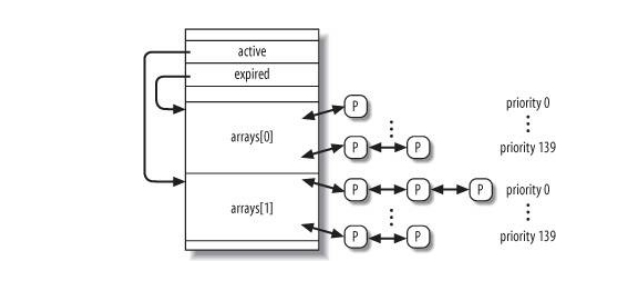 active
expired
P priority 0
arrays[0]
P P priority 139
P P P priority 0
arrays[1]
P P priority 139